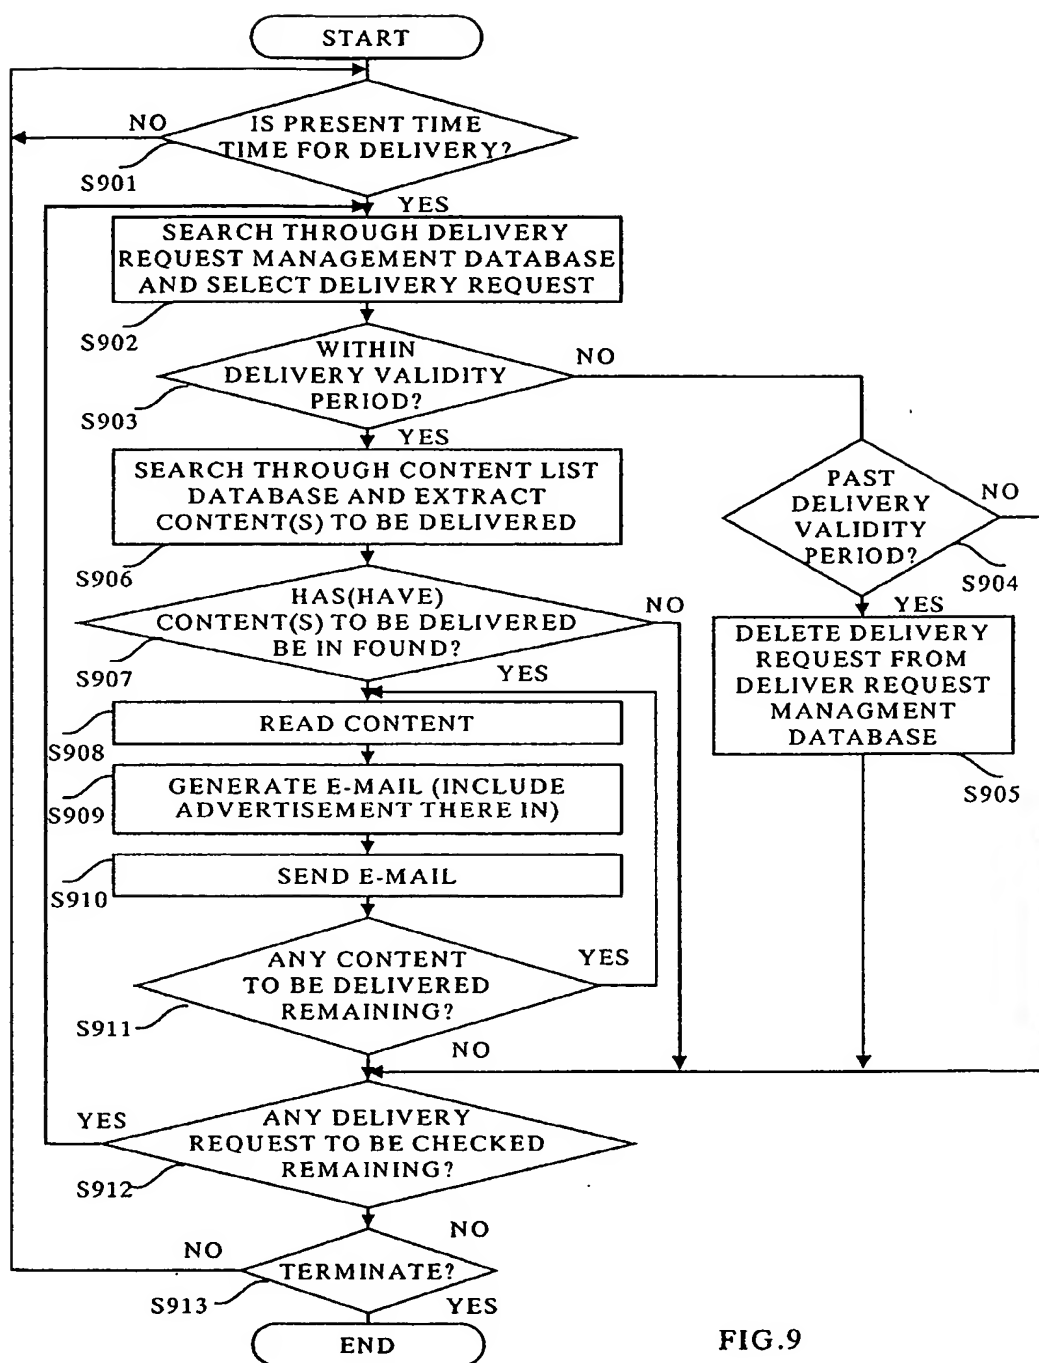 START
NO
IS PRESENT TIME
TIME FOR DELIVERY?
S901
YES
SEARCH THROUGH DELIVERY
REQUEST MANAGEMENT DATABASE
AND SELECT DELIVERY REQUEST
S902
WITHIN
DELIVERY VALIDITY
PERIOD?
NO
S903
YES
SEARCH THROUGH CONTENT LIST
DATABASE AND EXTRACT
CONTENT(S) TO BE DELIVERED
S906
PAST
DELIVERY
VALIDITY
PERIOD?
NO
S904
YES
DELETE DELIVERY
REQUEST FROM
DELIVER REQUEST
MANAGMENT
DATABASE
S905
HAS(HAVE)
CONTENT(S) TO BE DELIVERED
BE IN FOUND?
NO
S907
YES
READ CONTENT
S908
GENERATE E-MAIL (INCLUDE
ADVERTISEMENT THERE IN)
S909
SEND E-MAIL
S910
ANY CONTENT
TO BE DELIVERED
REMAINING?
YES
S911
NO
YES
ANY DELIVERY
REQUEST TO BE CHECKED
REMAINING?
S912
NO
NO
TERMINATE?
S913
YES
END
FIG.9